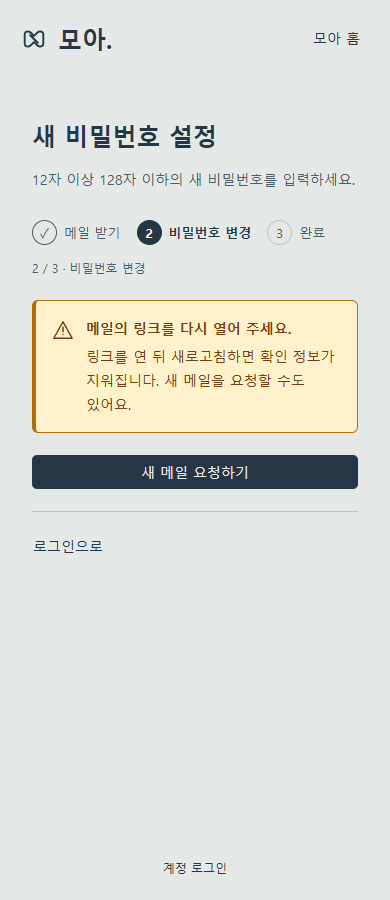 모아.
모아 홈
새 비밀번호 설정
12자 이상 128자 이하의 새 비밀번호를 입력하세요.
✓ 메일 받기 2 비밀번호 변경 3 완료
2 / 3 · 비밀번호 변경
메일의 링크를 다시 열어 주세요.
링크를 연 뒤 새로고침하면 확인 정보가
지워집니다. 새 메일을 요청할 수도
있어요.
새 메일 요청하기
로그인으로
계정 로그인